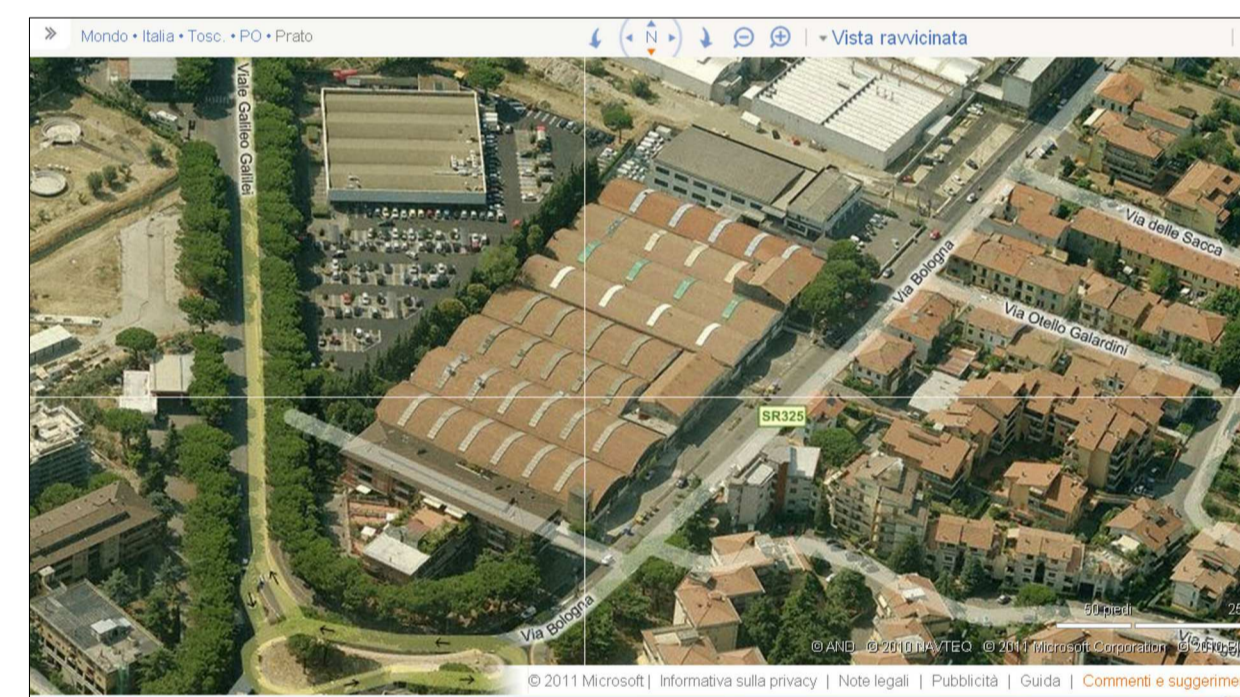 Mondo • Italia • Tosc. • PO • Prato
N
Vista ravvicinata
Viale Galileo Galilei
Via delle Sacca
Via Bologna
Via Otello Galardini
SR325
Via Bologna
50 piedi
25
© AND © 2010 NAVTEQ © 2011 Microsoft Corporation © 2010
© 2011 Microsoft | Informativa sulla privacy | Note legali | Pubblicità | Guida | Commenti e suggerime